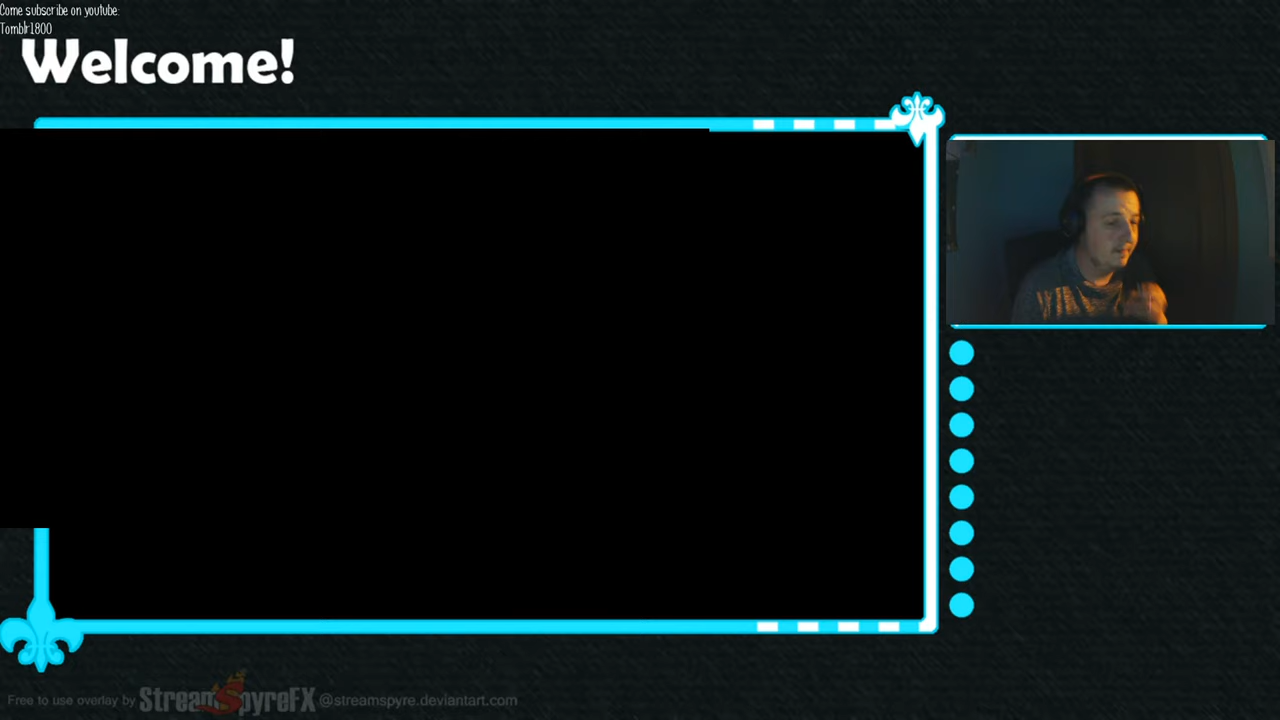 Come subscribe on youtube:
Tomblr1800
Welcome!
Free to use overlay by StreamSpyreFX @streamspyre.deviantart.com